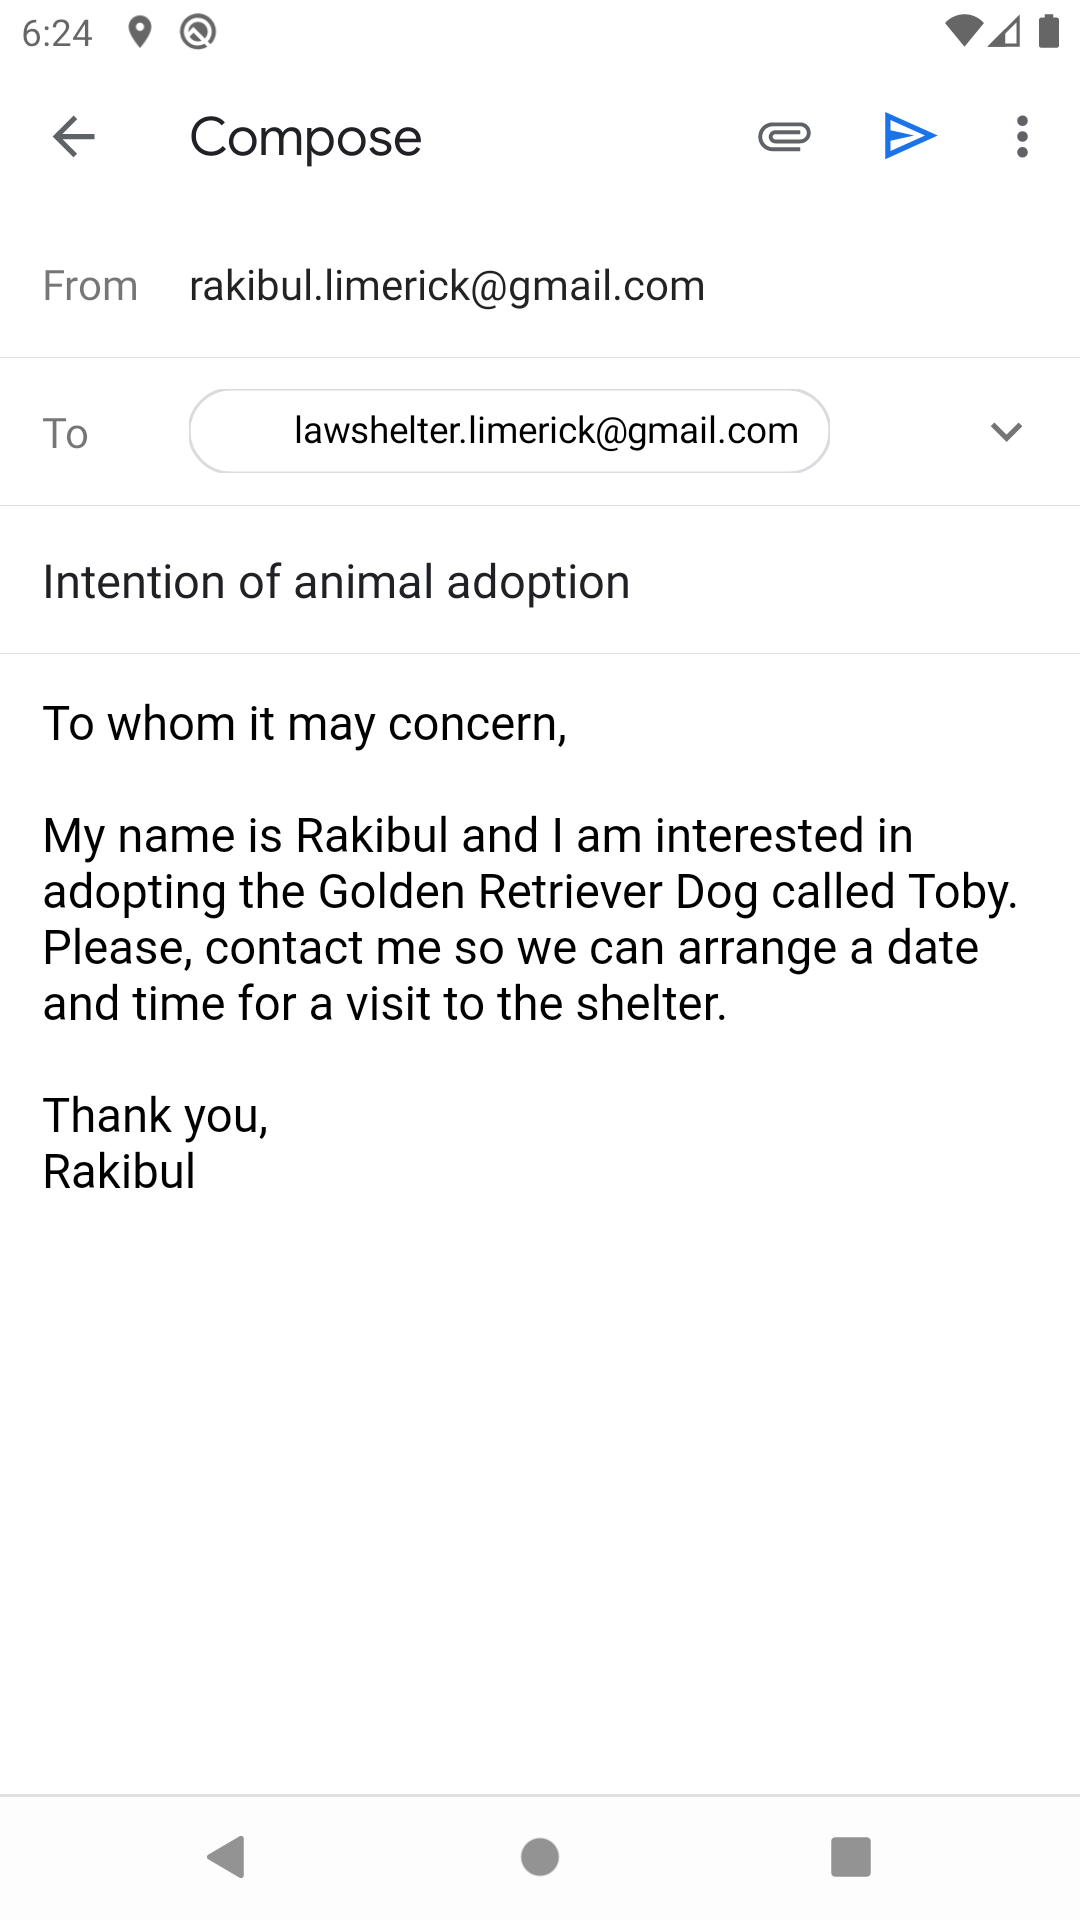 6:24
Compose
From rakibul.limerick@gmail.com
To lawshelter.limerick@gmail.com
Intention of animal adoption
To whom it may concern,
My name is Rakibul and I am interested in
adopting the Golden Retriever Dog called Toby.
Please, contact me so we can arrange a date
and time for a visit to the shelter.
Thank you,
Rakibul